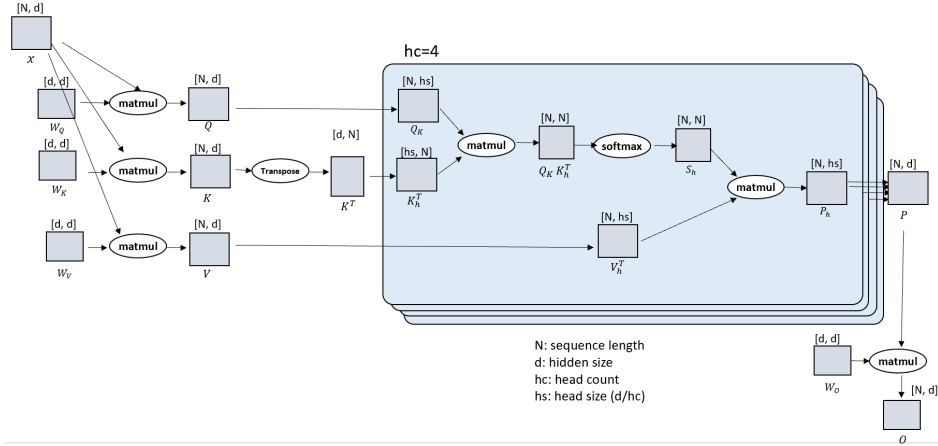 [N, d]
x
hc=4
[d, d]
W_Q
matmul
[N, d]
Q
[N, hs]
Q_K
[d, d]
W_K
matmul
[N, d]
K
Transpose
[d, N]
K^T
[hs, N]
K_h^T
matmul
[N, N]
Q_K K_h^T
softmax
[N, N]
S_h
matmul
[N, hs]
P_h
[N, d]
P
[d, d]
W_V
matmul
[N, d]
V
[N, hs]
V_h^T
N: sequence length
d: hidden size
hc: head count
hs: head size (d/hc)
[d, d]
W_O
matmul
[N, d]
O